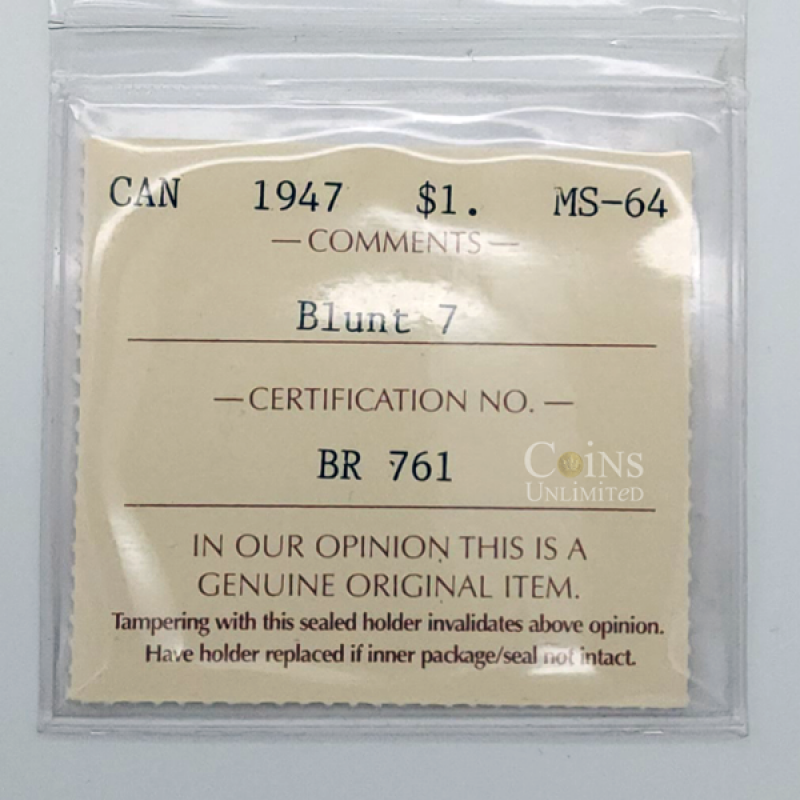 CAN 1947 $1. MS-64
— COMMENTS —
Blunt 7
— CERTIFICATION NO. —
BR 761
COiNS
UNLiMiTeD
IN OUR OPINION THIS IS A
GENUINE ORIGINAL ITEM.
Tampering with this sealed holder invalidates above opinion.
Have holder replaced if inner package/seal not intact.